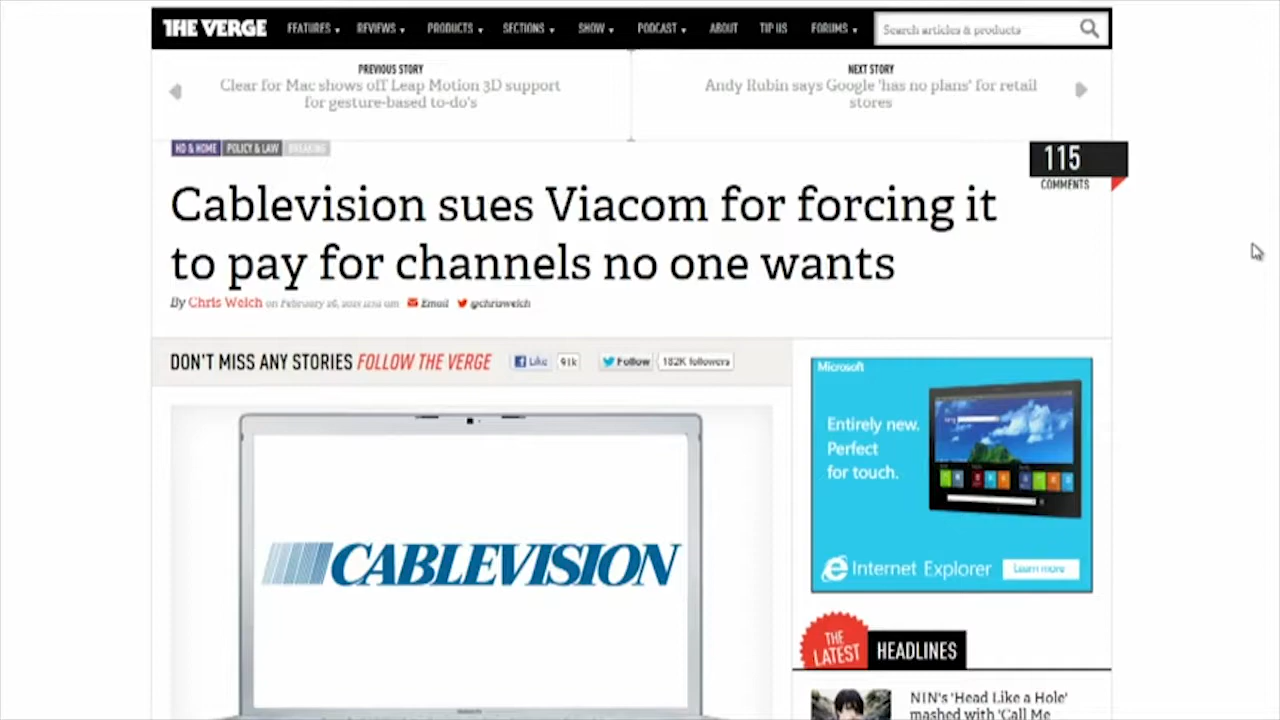 THE VERGE FEATURES REVIEWS PRODUCTS SECTIONS SHOW PODCAST ABOUT TIP US FORUMS Search articles & products
PREVIOUS STORY
Clear for Mac shows off Leap Motion 3D support
for gesture-based to-do's
NEXT STORY
Andy Rubin says Google 'has no plans' for retail
stores
HD & HOME POLICY & LAW BREAKING
115
COMMENTS
Cablevision sues Viacom for forcing it
to pay for channels no one wants
By Chris Welch on February 26, Email @chriswelch
DON'T MISS ANY STORIES FOLLOW THE VERGE Like 91k Follow 182K followers
CABLEVISION
Microsoft
Entirely new.
Perfect
for touch.
Internet Explorer Learn more
THE
LATEST
HEADLINES
NIN's 'Head Like a Hole'
mashed with 'Call Me